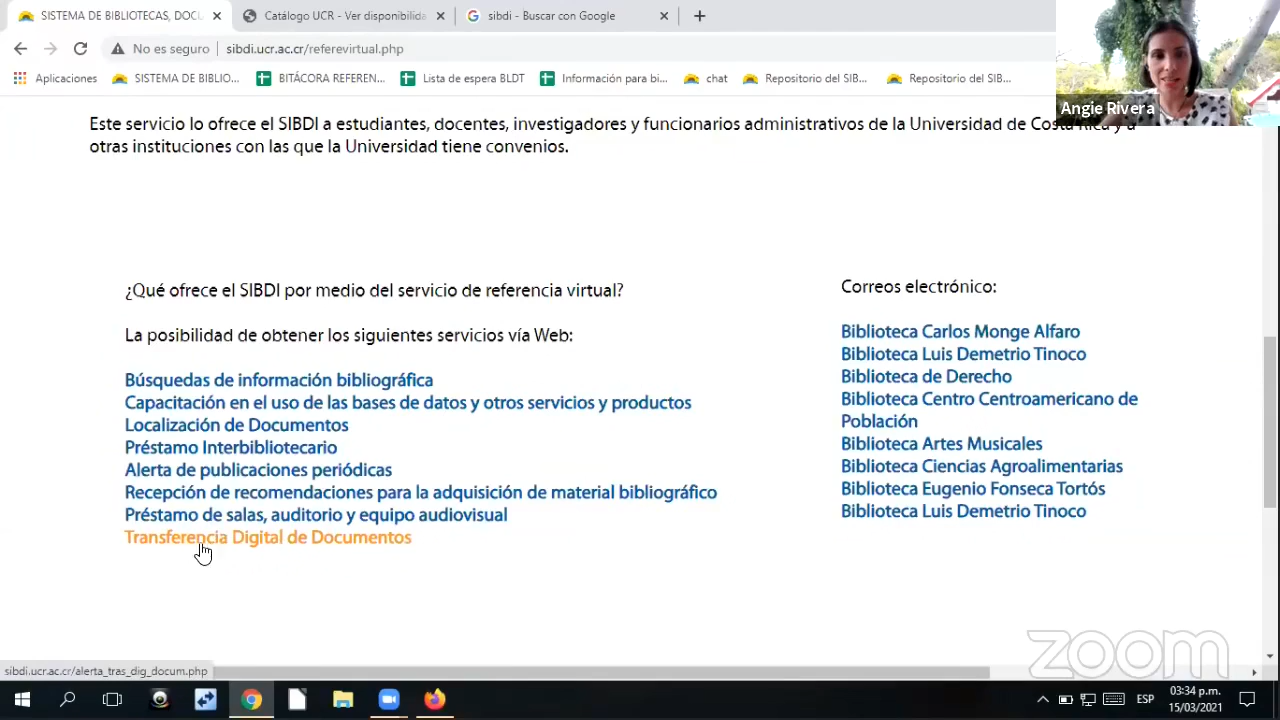 SISTEMA DE BIBLIOTECAS, DOCU
Catálogo UCR - Ver disponibilida
sibdi - Buscar con Google
No es seguro
sibdi.ucr.ac.cr/referevirtual.php
Aplicaciones
SISTEMA DE BIBLIO...
BITÁCORA REFEREN...
Lista de espera BLDT
Información para bi...
chat
Repositorio del SIB...
Repositorio del SIB...
Angie Rivera
Este servicio lo ofrece el SIBDI a estudiantes, docentes, investigadores y funcionarios administrativos de la Universidad de Costa Rica y a
otras instituciones con las que la Universidad tiene convenios.
¿Qué ofrece el SIBDI por medio del servicio de referencia virtual?
La posibilidad de obtener los siguientes servicios vía Web:
Búsquedas de información bibliográfica
Capacitación en el uso de las bases de datos y otros servicios y productos
Localización de Documentos
Préstamo Interbibliotecario
Alerta de publicaciones periódicas
Recepción de recomendaciones para la adquisición de material bibliográfico
Préstamo de salas, auditorio y equipo audiovisual
Transferencia Digital de Documentos
Correos electrónico:
Biblioteca Carlos Monge Alfaro
Biblioteca Luis Demetrio Tinoco
Biblioteca de Derecho
Biblioteca Centro Centroamericano de
Población
Biblioteca Artes Musicales
Biblioteca Ciencias Agroalimentarias
Biblioteca Eugenio Fonseca Tortós
Biblioteca Luis Demetrio Tinoco
zoom
sibdi.ucr.ac.cr/alerta_tras_dig_docum.php
ESP
03:34 p.m.
15/03/2021